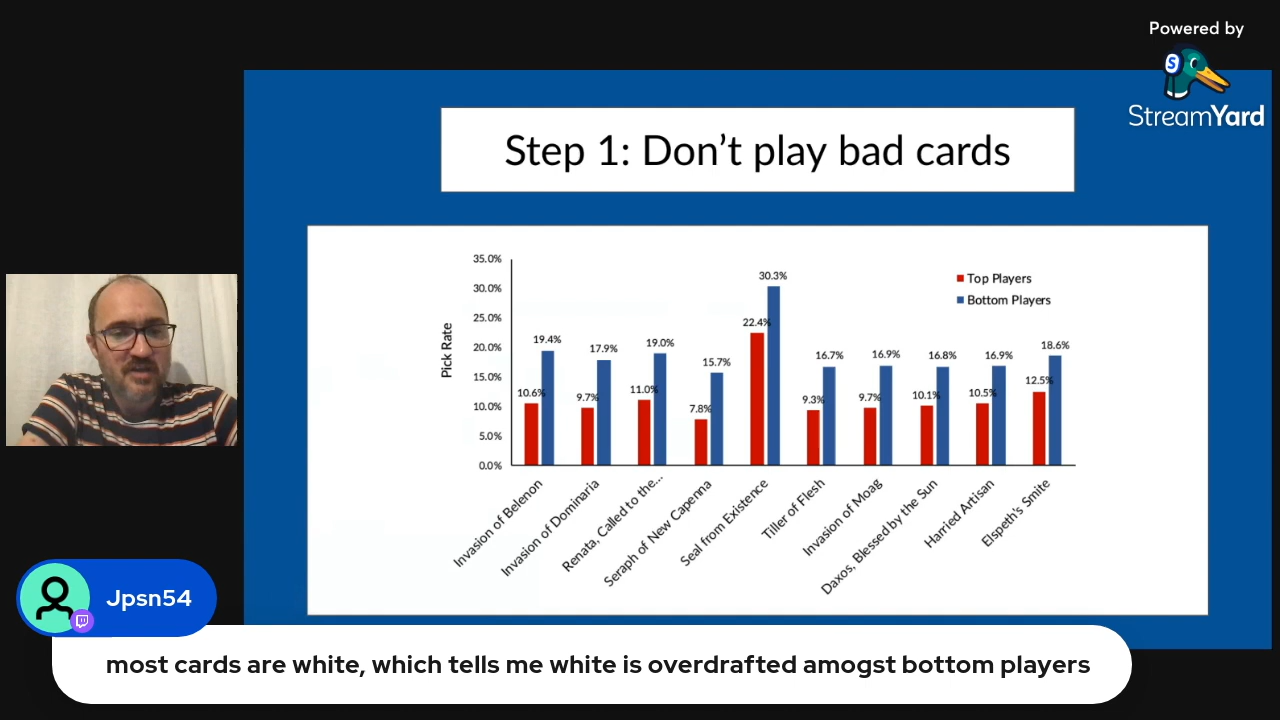 Powered by
StreamYard
Step 1: Don't play bad cards
35.0%
30.0%
25.0%
20.0%
15.0%
10.0%
5.0%
0.0%
Pick Rate
Top Players
Bottom Players
10.6%
19.4%
9.7%
17.9%
11.0%
19.0%
7.8%
15.7%
22.4%
30.3%
9.3%
16.7%
9.7%
16.9%
10.1%
16.8%
10.5%
16.9%
12.5%
18.6%
Invasion of Belenon
Invasion of Dominaria
Renata, Called to the...
Seraph of New Capenna
Seal from Existence
Tiller of Flesh
Invasion of Moag
Daxos, Blessed by the Sun
Harried Artisan
Elspeth's Smite
Jpsn54
most cards are white, which tells me white is overdrafted amogst bottom players